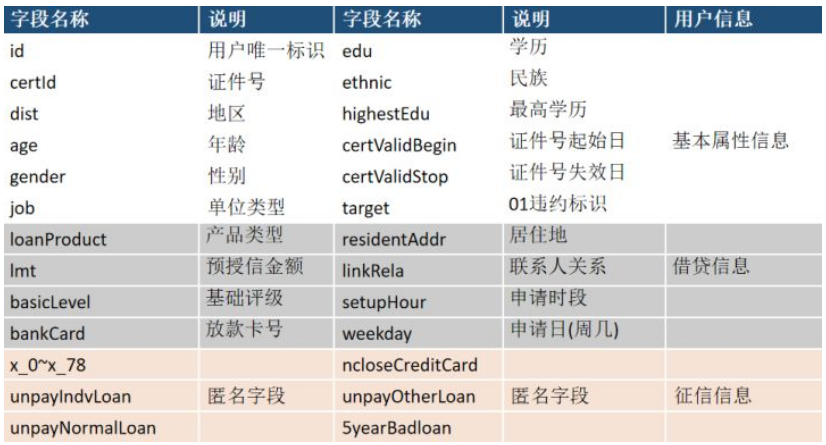 字段名称 说明 字段名称 说明 用户信息
id 用户唯一标识 edu 学历
certId 证件号 ethnic 民族
dist 地区 highestEdu 最高学历
age 年龄 certValidBegin 证件号起始日 基本属性信息
gender 性别 certValidStop 证件号失效日
job 单位类型 target 01违约标识
loanProduct 产品类型 residentAddr 居住地
lmt 预授信金额 linkRela 联系人关系 借贷信息
basicLevel 基础评级 setupHour 申请时段
bankCard 放款卡号 weekday 申请日(周几)
x_0~x_78 ncloseCreditCard
unpayIndvLoan 匿名字段 unpayOtherLoan 匿名字段 征信信息
unpayNormalLoan 5yearBadloan